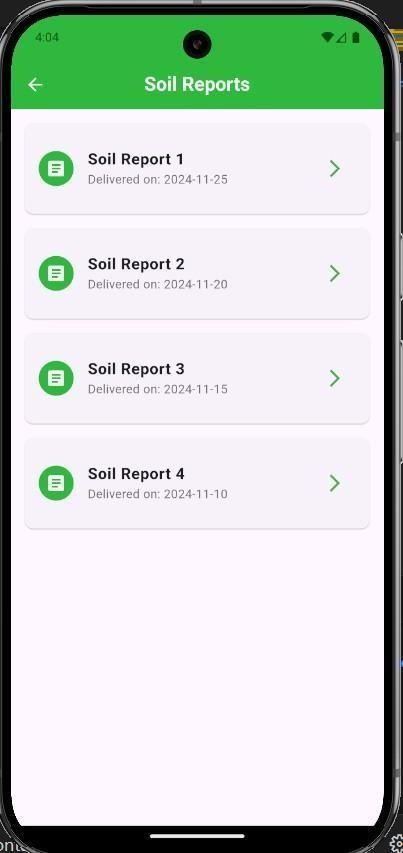 4:04
Soil Reports
Soil Report 1
Delivered on: 2024-11-25
Soil Report 2
Delivered on: 2024-11-20
Soil Report 3
Delivered on: 2024-11-15
Soil Report 4
Delivered on: 2024-11-10